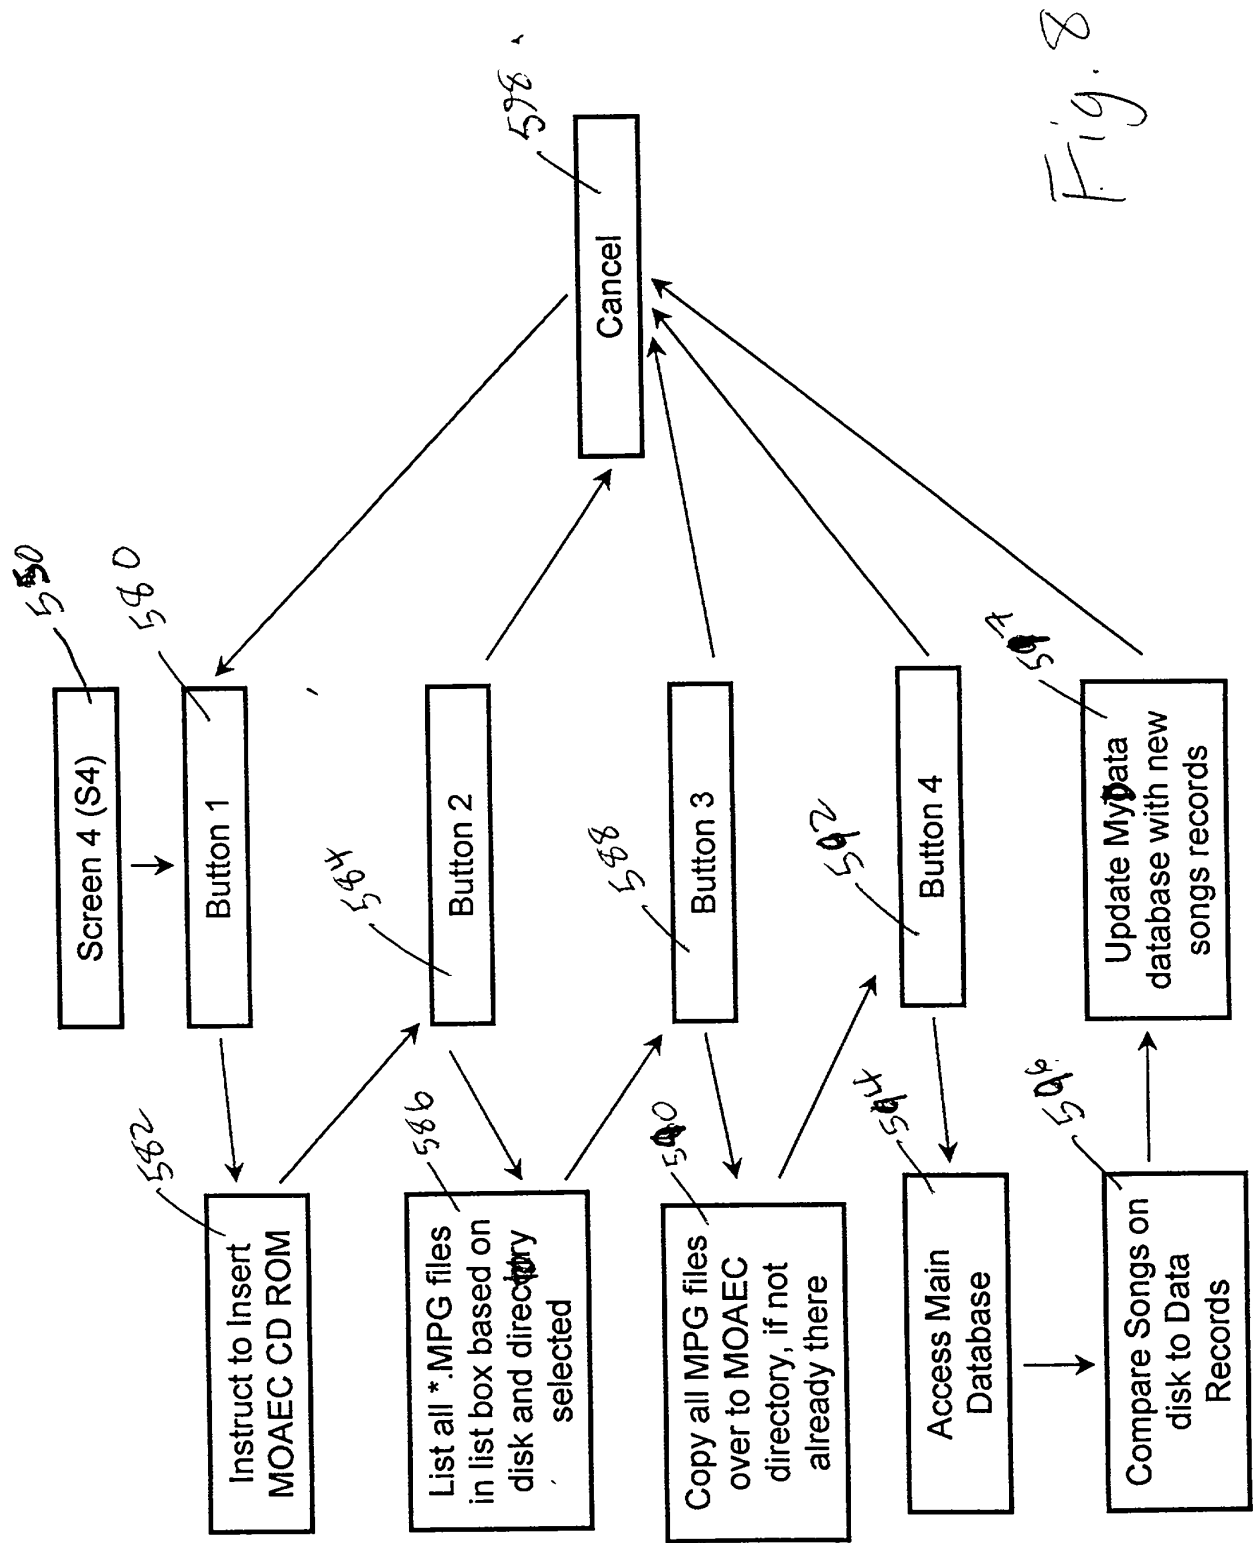 Screen 4 (S4)
550
Button 1
580
Instruct to Insert
MOAEC CD ROM
582
Button 2
584
List all *.MPG files
in list box based on
disk and directory
selected
586
Button 3
588
Copy all MPG files
over to MOAEC
directory, if not
already there
590
Button 4
592
Access Main
Database
594
Compare Songs on
disk to Data
Records
596
Update MyData
database with new
songs records
597
Cancel
598
Fig. 8